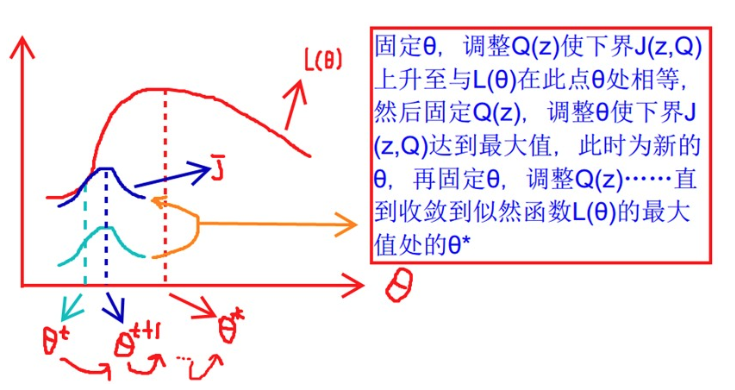 固定θ，调整Q(z)使下界J(z,Q)
上升至与L(θ)在此点θ处相等，
然后固定Q(z)，调整θ使下界J
(z,Q)达到最大值，此时为新的
θ，再固定θ，调整Q(z)……直
到收敛到似然函数L(θ)的最大
值处的θ*
L(θ)
J
θ
θᵗ
θᵗ⁺¹
θ*
...